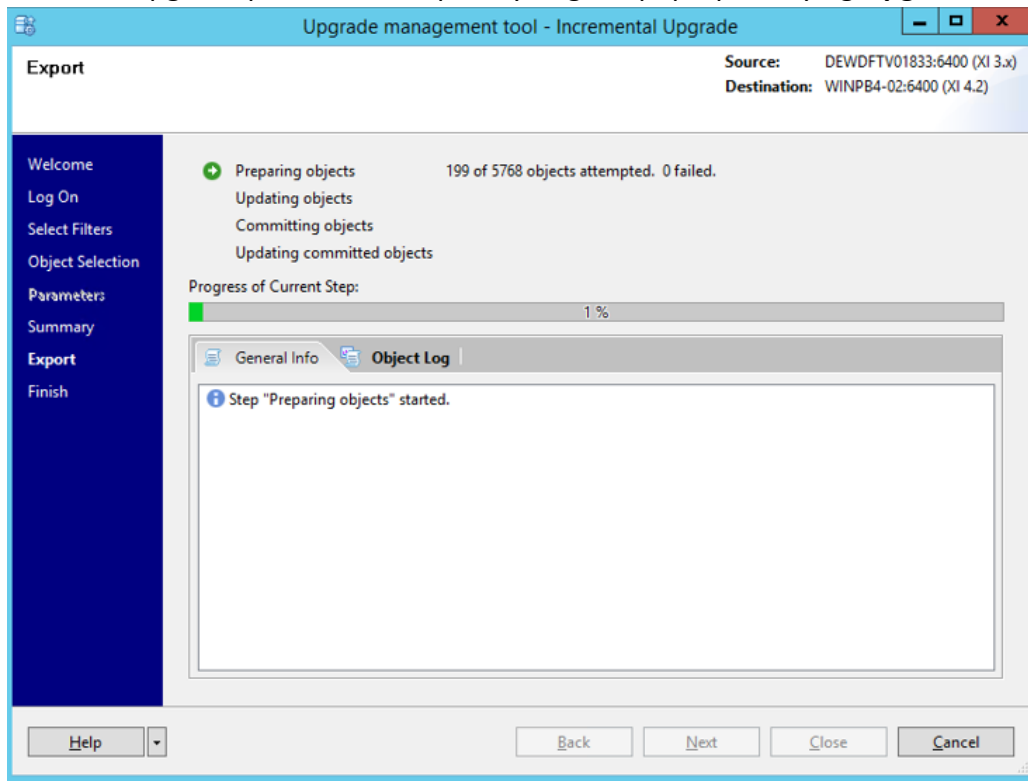 Upgrade management tool - Incremental Upgrade
Export
Source: DEWDFTV01833:6400 (XI 3.x)
Destination: WINPB4-02:6400 (XI 4.2)
Welcome
Log On
Select Filters
Object Selection
Parameters
Summary
Export
Finish
Preparing objects 199 of 5768 objects attempted. 0 failed.
Updating objects
Committing objects
Updating committed objects
Progress of Current Step:
1 %
General Info Object Log
Step "Preparing objects" started.
Help Back Next Close Cancel